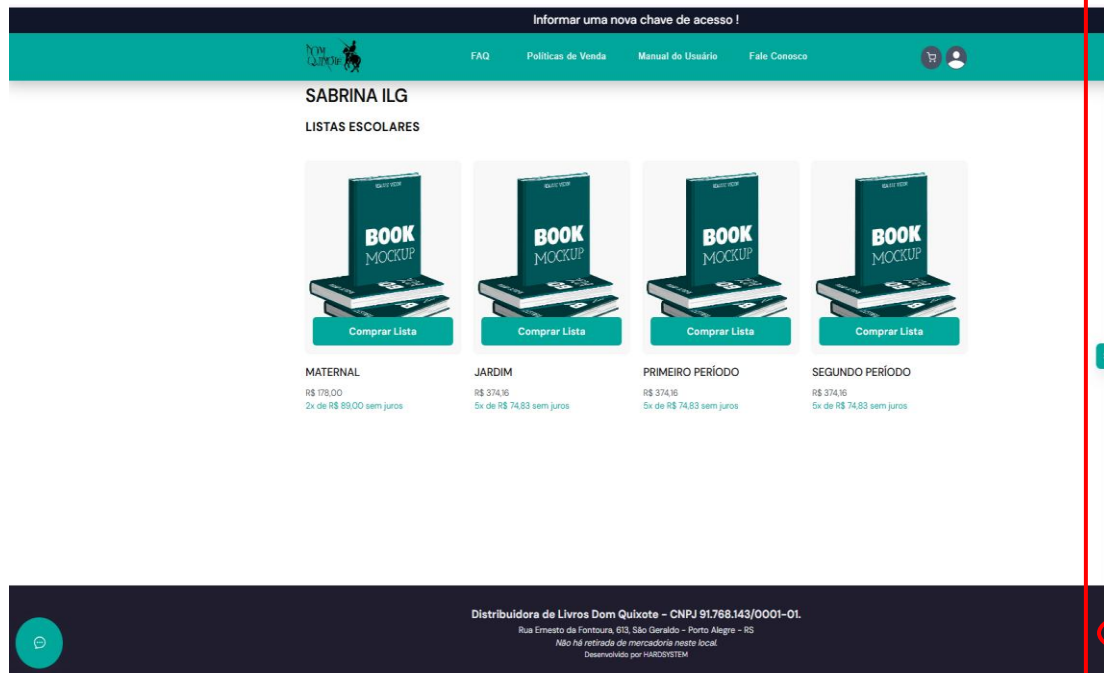 Informar uma nova chave de acesso !
DOM QUIXOTE
FAQ Políticas de Venda Manual do Usuário Fale Conosco
SABRINA ILG
LISTAS ESCOLARES
BOOK MOCKUP
BOOK MOCKUP
BOOK MOCKUP
BOOK MOCKUP
Comprar Lista Comprar Lista Comprar Lista Comprar Lista
MATERNAL JARDIM PRIMEIRO PERÍODO SEGUNDO PERÍODO
R$ 178,00 R$ 374,16 R$ 374,16 R$ 374,16
2x de R$ 89,00 sem juros 5x de R$ 74,83 sem juros 5x de R$ 74,83 sem juros 5x de R$ 74,83 sem juros
Distribuidora de Livros Dom Quixote - CNPJ 91.768.143/0001-01.
Rua Ernesto da Fontoura, 613, São Geraldo - Porto Alegre - RS
Não há retirada de mercadoria neste local.
Desenvolvido por HARDSYSTEM